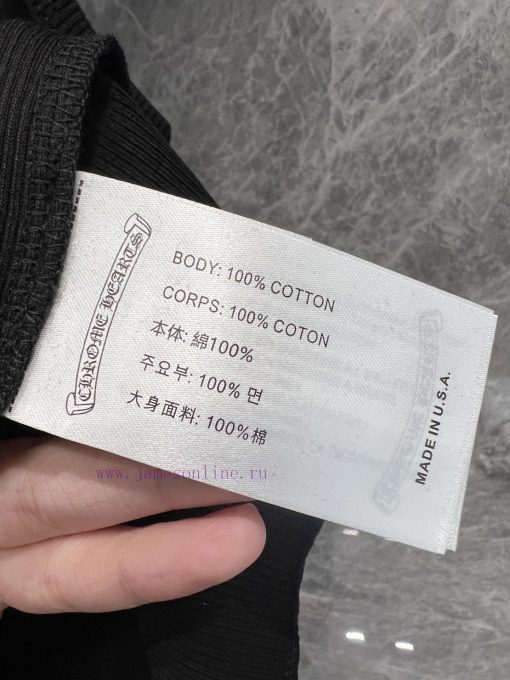 CHROME HEARTS
BODY: 100% COTTON
CORPS: 100% COTON
本体: 綿100%
주요부: 100% 면
大身面料: 100%棉
MADE IN U.S.A.
www.jamesonline.ru